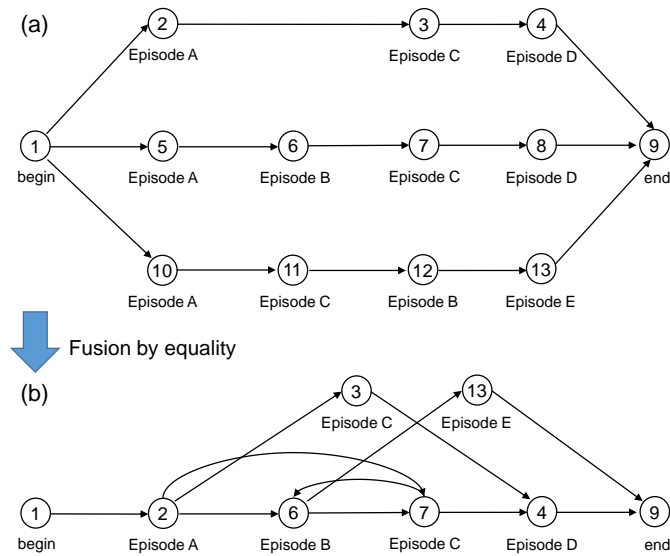 (a)
2 3 4
Episode A Episode C Episode D
1 5 6 7 8 9
begin Episode A Episode B Episode C Episode D end
10 11 12 13
Episode A Episode C Episode B Episode E
Fusion by equality
(b)
3 13
Episode C Episode E
1 2 6 7 4 9
begin Episode A Episode B Episode C Episode D end